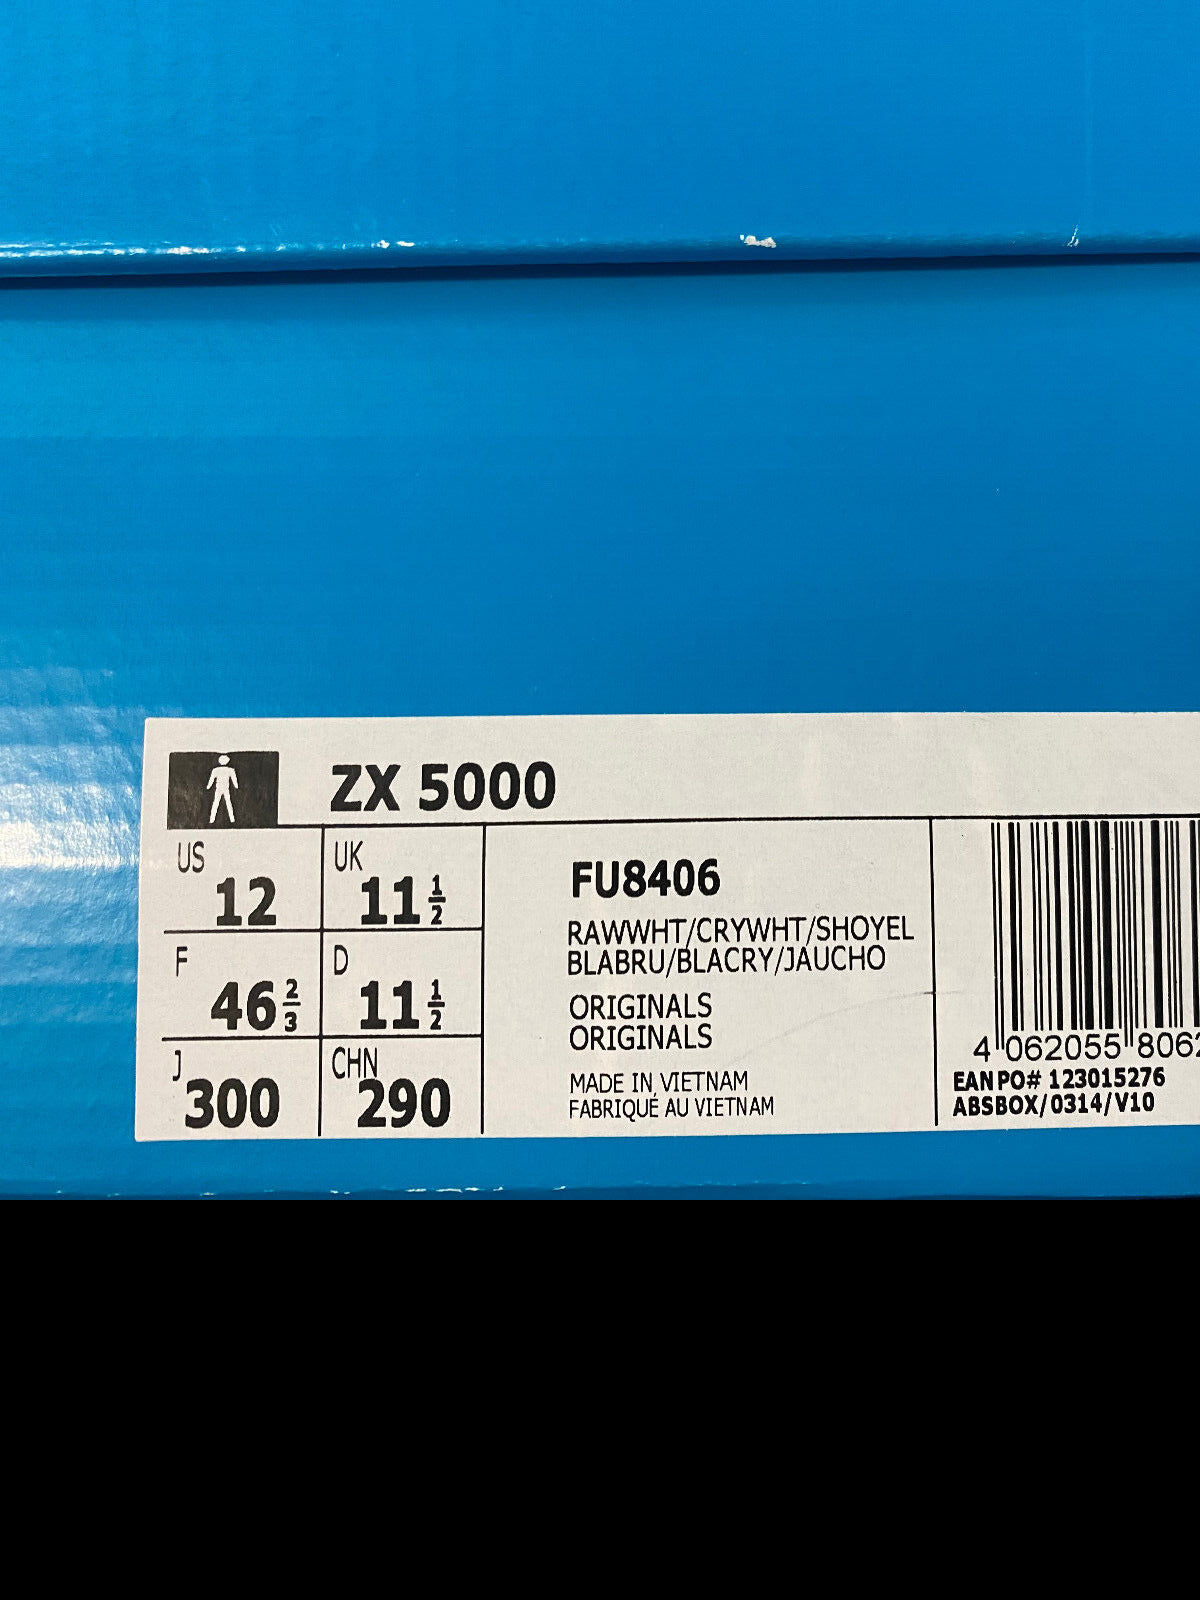 ZX 5000
US 12
UK 11 1/2
F 46 2/3
D 11 1/2
J 300
CHN 290
FU8406
RAWWHT/CRYWHT/SHOYEL
BLABRU/BLACRY/JAUCHO
ORIGINALS
ORIGINALS
MADE IN VIETNAM
FABRIQUÉ AU VIETNAM
4 062055 806
EAN PO# 123015276
ABSBOX/0314/V10